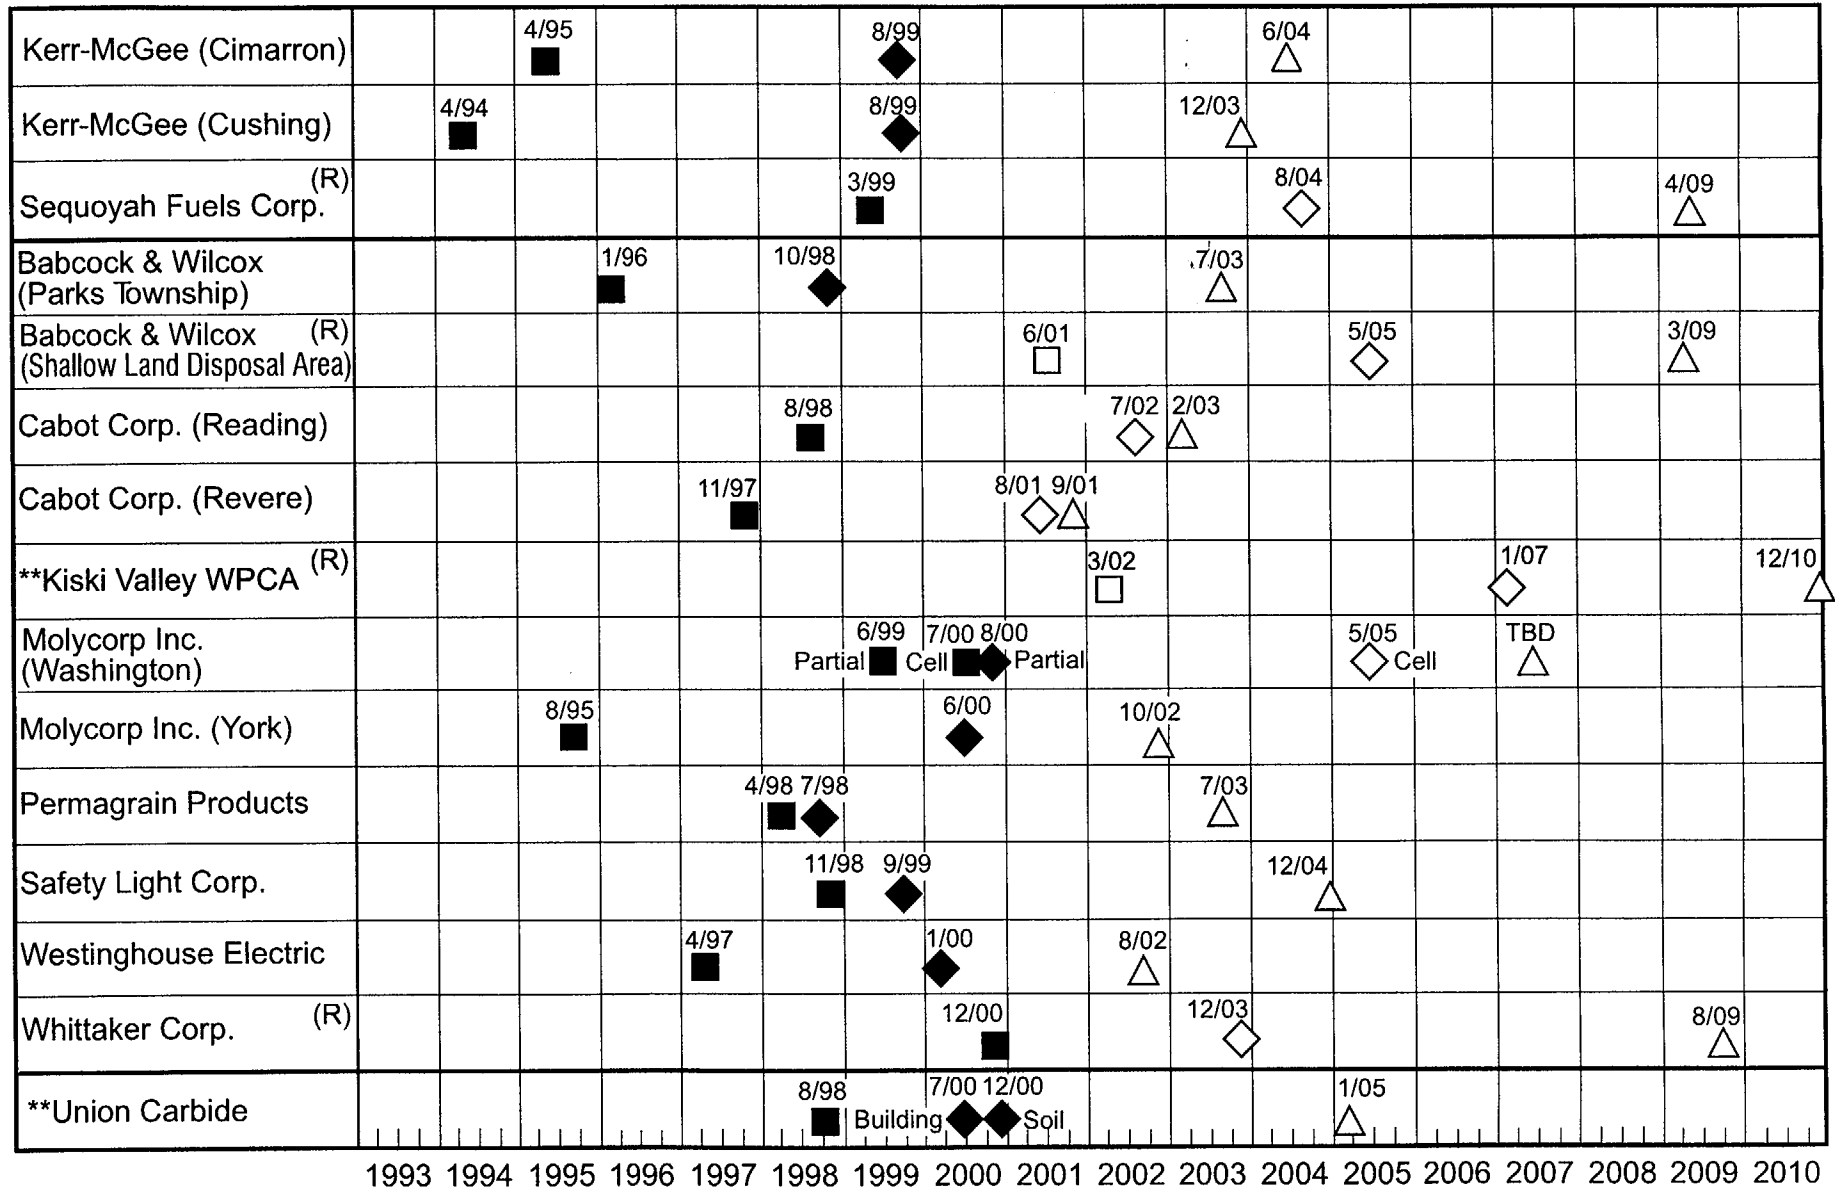 4/95 8/99 6/04
Kerr-McGee (Cimarron)
4/94 8/99 12/03
Kerr-McGee (Cushing)
(R) 3/99 8/04 4/09
Sequoyah Fuels Corp.
Babcock & Wilcox 1/96 10/98 7/03
(Parks Township)
Babcock & Wilcox (R) 6/01 5/05 3/09
(Shallow Land Disposal Area)
8/98 7/02 2/03
Cabot Corp. (Reading)
11/97 8/01 9/01
Cabot Corp. (Revere)
(R) 3/02 1/07 12/10
**Kiski Valley WPCA
Molycorp Inc. 6/99 7/00 8/00 5/05 TBD
(Washington) Partial Cell Partial Cell
8/95 6/00 10/02
Molycorp Inc. (York)
4/98 7/98 7/03
Permagrain Products
11/98 9/99 12/04
Safety Light Corp.
4/97 1/00 8/02
Westinghouse Electric
(R) 12/00 12/03 8/09
Whittaker Corp.
8/98 7/00 12/00 1/05
**Union Carbide Building Soil
1993 1994 1995 1996 1997 1998 1999 2000 2001 2002 2003 2004 2005 2006 2007 2008 2009 2010